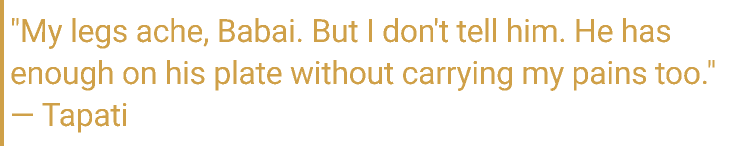 "My legs ache, Babai. But I don't tell him. He has
enough on his plate without carrying my pains too."
— Tapati